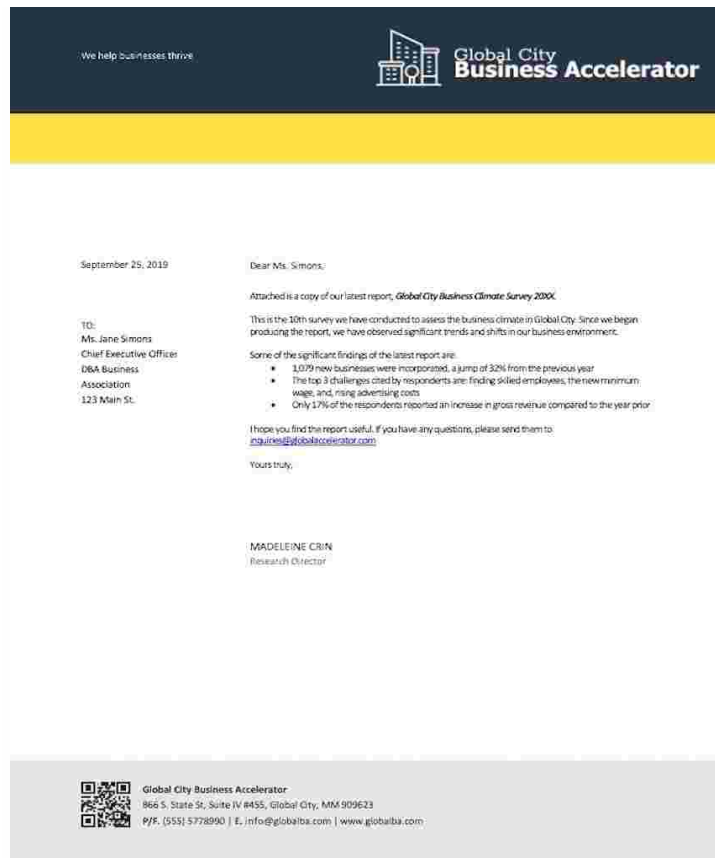 We help businesses thrive
Global City
Business Accelerator
September 25, 2019
TO:
Ms. Jane Simons
Chief Executive Officer
DBA Business
Association
123 Main St.
Dear Ms. Simons,
Attached is a copy of our latest report, Global City Business Climate Survey 20XX.
This is the 10th survey we have conducted to assess the business climate in Global City. Since we began
producing the report, we have observed significant trends and shifts in our business environment.
Some of the significant findings of the latest report are:
• 1,079 new businesses were incorporated, a jump of 32% from the previous year
• The top 3 challenges cited by respondents are: finding skilled employees, the new minimum
wage, and, rising advertising costs
• Only 17% of the respondents reported an increase in gross revenue compared to the year prior
I hope you find the report useful. If you have any questions, please send them to
inquiries@globalaccelerator.com
Yours truly,
MADELEINE CRIN
Research Director
Global City Business Accelerator
866 S. State St, Suite IV #455, Global City, MM 909623
P/F. (555) 5778990 | E. info@globalba.com | www.globalba.com